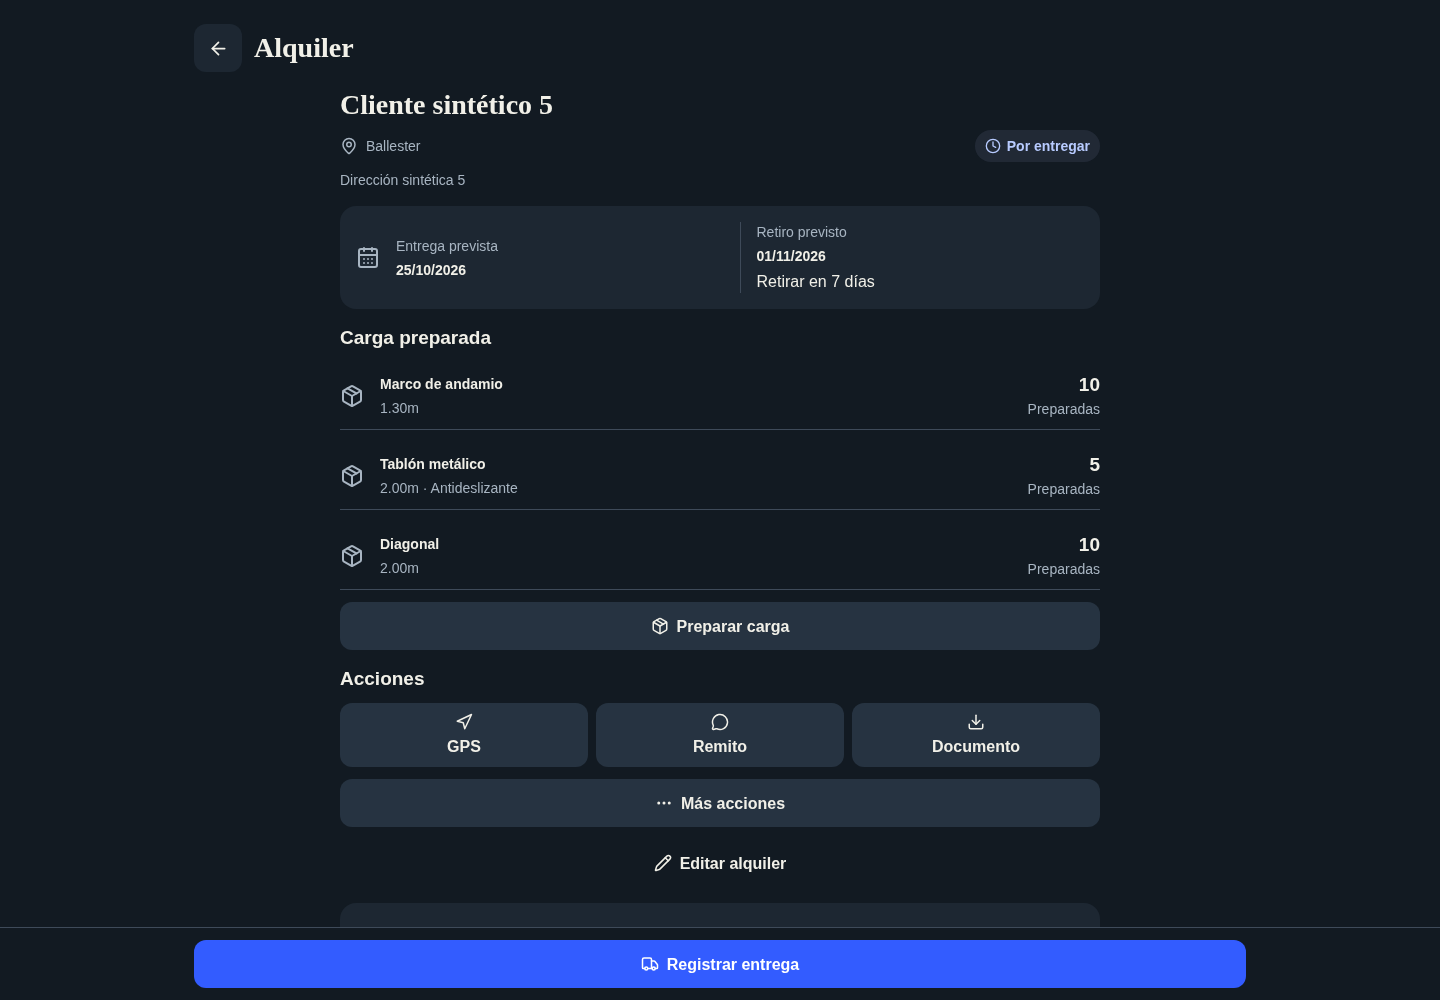 Alquiler
Cliente sintético 5
Ballester
Por entregar
Dirección sintética 5
Entrega prevista
25/10/2026
Retiro previsto
01/11/2026
Retirar en 7 días
Carga preparada
Marco de andamio
1.30m
10
Preparadas
Tablón metálico
2.00m · Antideslizante
5
Preparadas
Diagonal
2.00m
10
Preparadas
Preparar carga
Acciones
GPS
Remito
Documento
Más acciones
Editar alquiler
Registrar entrega